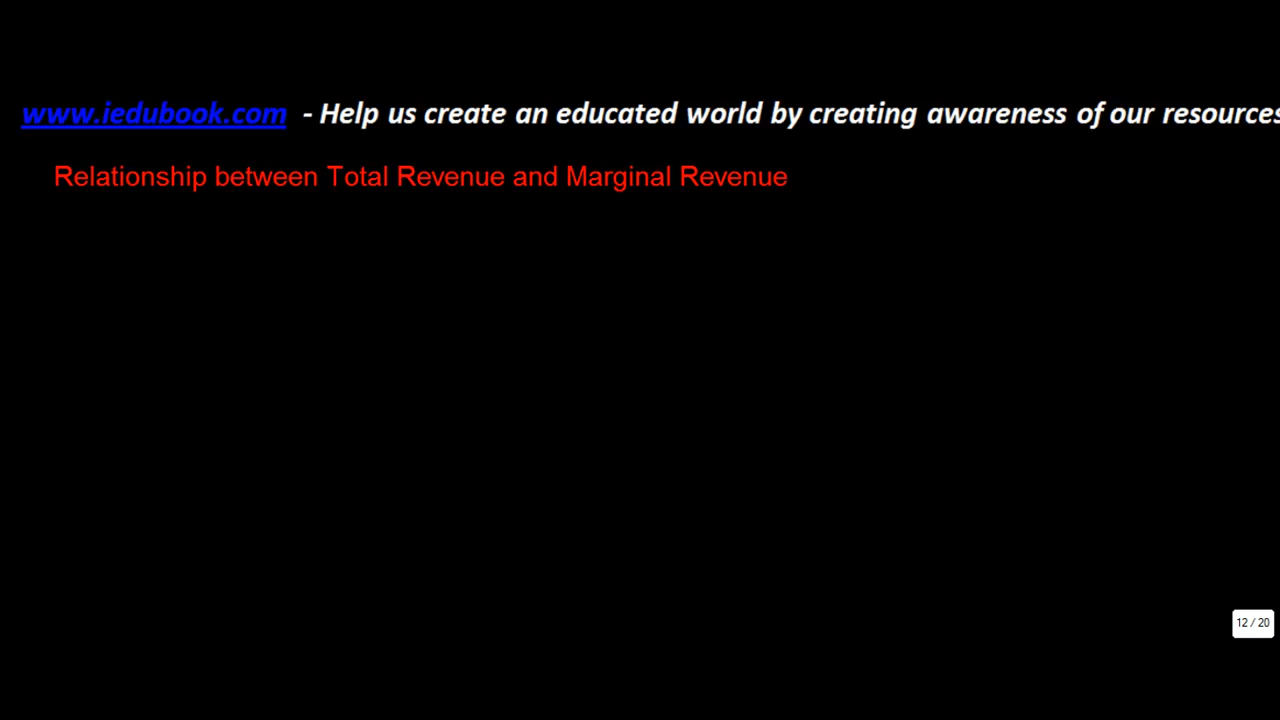 www.iedubook.com - Help us create an educated world by creating awareness of our resources
Relationship between Total Revenue and Marginal Revenue
12 / 20